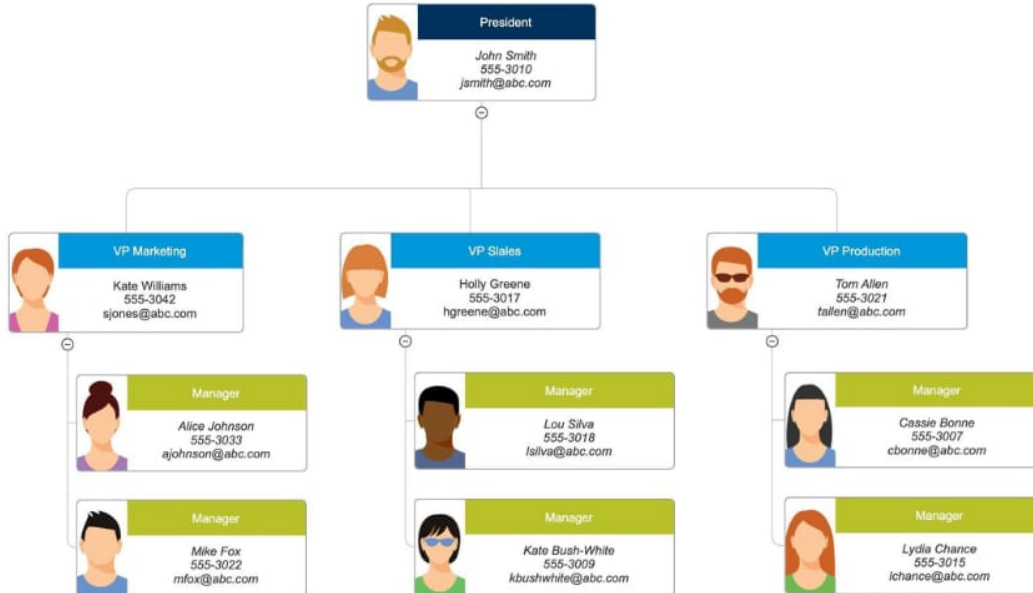 President
John Smith
555-3010
jsmith@abc.com
VP Marketing
Kate Williams
555-3042
sjones@abc.com
VP Slales
Holly Greene
555-3017
hgreene@abc.com
VP Production
Tom Allen
555-3021
tallen@abc.com
Manager
Alice Johnson
555-3033
ajohnson@abc.com
Manager
Lou Silva
555-3018
lsilva@abc.com
Manager
Cassie Bonne
555-3007
cbonne@abc.com
Manager
Mike Fox
555-3022
mfox@abc.com
Manager
Kate Bush-White
555-3009
kbushwhite@abc.com
Manager
Lydia Chance
555-3015
lchance@abc.com